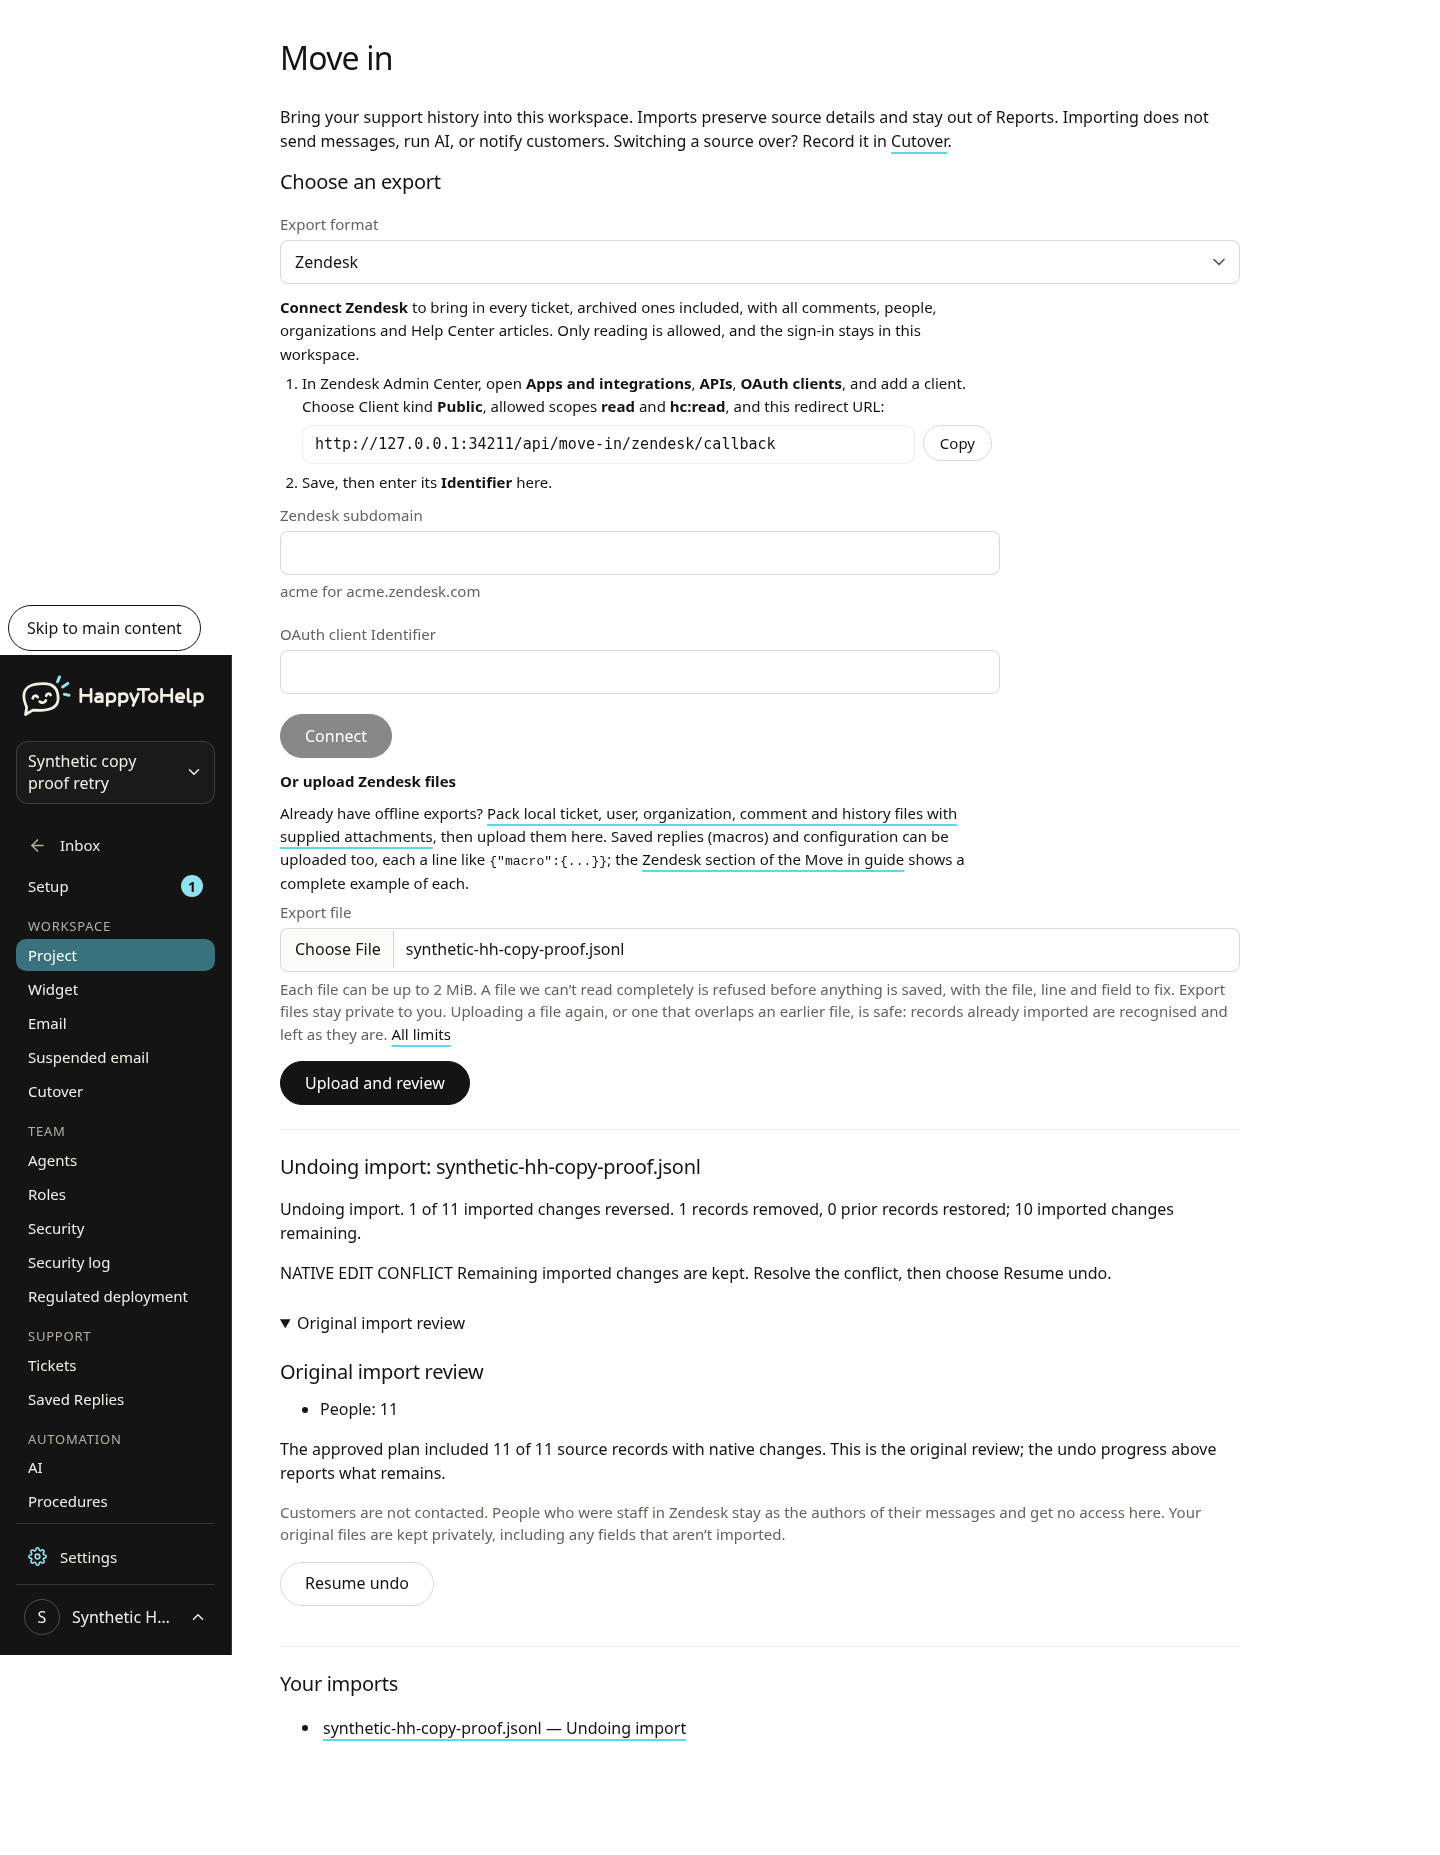 Move in
Bring your support history into this workspace. Imports preserve source details and stay out of Reports. Importing does not
send messages, run AI, or notify customers. Switching a source over? Record it in Cutover.
Choose an export
Export format
Zendesk
Connect Zendesk to bring in every ticket, archived ones included, with all comments, people,
organizations and Help Center articles. Only reading is allowed, and the sign-in stays in this
workspace.
1. In Zendesk Admin Center, open Apps and integrations, APIs, OAuth clients, and add a client.
Choose Client kind Public, allowed scopes read and hc:read, and this redirect URL:
http://127.0.0.1:34211/api/move-in/zendesk/callback
Copy
2. Save, then enter its Identifier here.
Zendesk subdomain
acme for acme.zendesk.com
OAuth client Identifier
Connect
Or upload Zendesk files
Already have offline exports? Pack local ticket, user, organization, comment and history files with
supplied attachments, then upload them here. Saved replies (macros) and configuration can be
uploaded too, each a line like {"macro":{...}}; the Zendesk section of the Move in guide shows a
complete example of each.
Export file
Choose File synthetic-hh-copy-proof.jsonl
Each file can be up to 2 MiB. A file we can’t read completely is refused before anything is saved, with the file, line and field to fix. Export
files stay private to you. Uploading a file again, or one that overlaps an earlier file, is safe: records already imported are recognised and
left as they are. All limits
Upload and review
Undoing import: synthetic-hh-copy-proof.jsonl
Undoing import. 1 of 11 imported changes reversed. 1 records removed, 0 prior records restored; 10 imported changes
remaining.
NATIVE EDIT CONFLICT Remaining imported changes are kept. Resolve the conflict, then choose Resume undo.
▼ Original import review
Original import review
• People: 11
The approved plan included 11 of 11 source records with native changes. This is the original review; the undo progress above
reports what remains.
Customers are not contacted. People who were staff in Zendesk stay as the authors of their messages and get no access here. Your
original files are kept privately, including any fields that aren’t imported.
Resume undo
Your imports
• synthetic-hh-copy-proof.jsonl — Undoing import
Skip to main content
HappyToHelp
Synthetic copy
proof retry
Inbox
Setup 1
WORKSPACE
Project
Widget
Email
Suspended email
Cutover
TEAM
Agents
Roles
Security
Security log
Regulated deployment
SUPPORT
Tickets
Saved Replies
AUTOMATION
AI
Procedures
Settings
S Synthetic H...